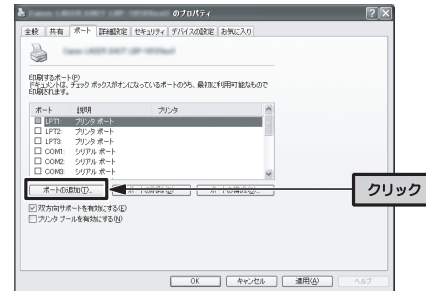 のプロパティ
全般 共有 ポート 詳細設定 セキュリティ デバイスの設定 お気に入り
印刷するポート(P)
ドキュメントは、チェック ボックスがオンになっているポートのうち、最初に利用可能なもので
印刷されます。
ポート 説明 プリンタ
LPT1: プリンタ ポート
LPT2: プリンタ ポート
LPT3: プリンタ ポート
COM1: シリアル ポート
COM2: シリアル ポート
COM3: シリアル ポート
ポートの追加(T)...
クリック
双方向サポートを有効にする(E)
プリンタ プールを有効にする(N)
OK キャンセル 適用(A) ヘルプ